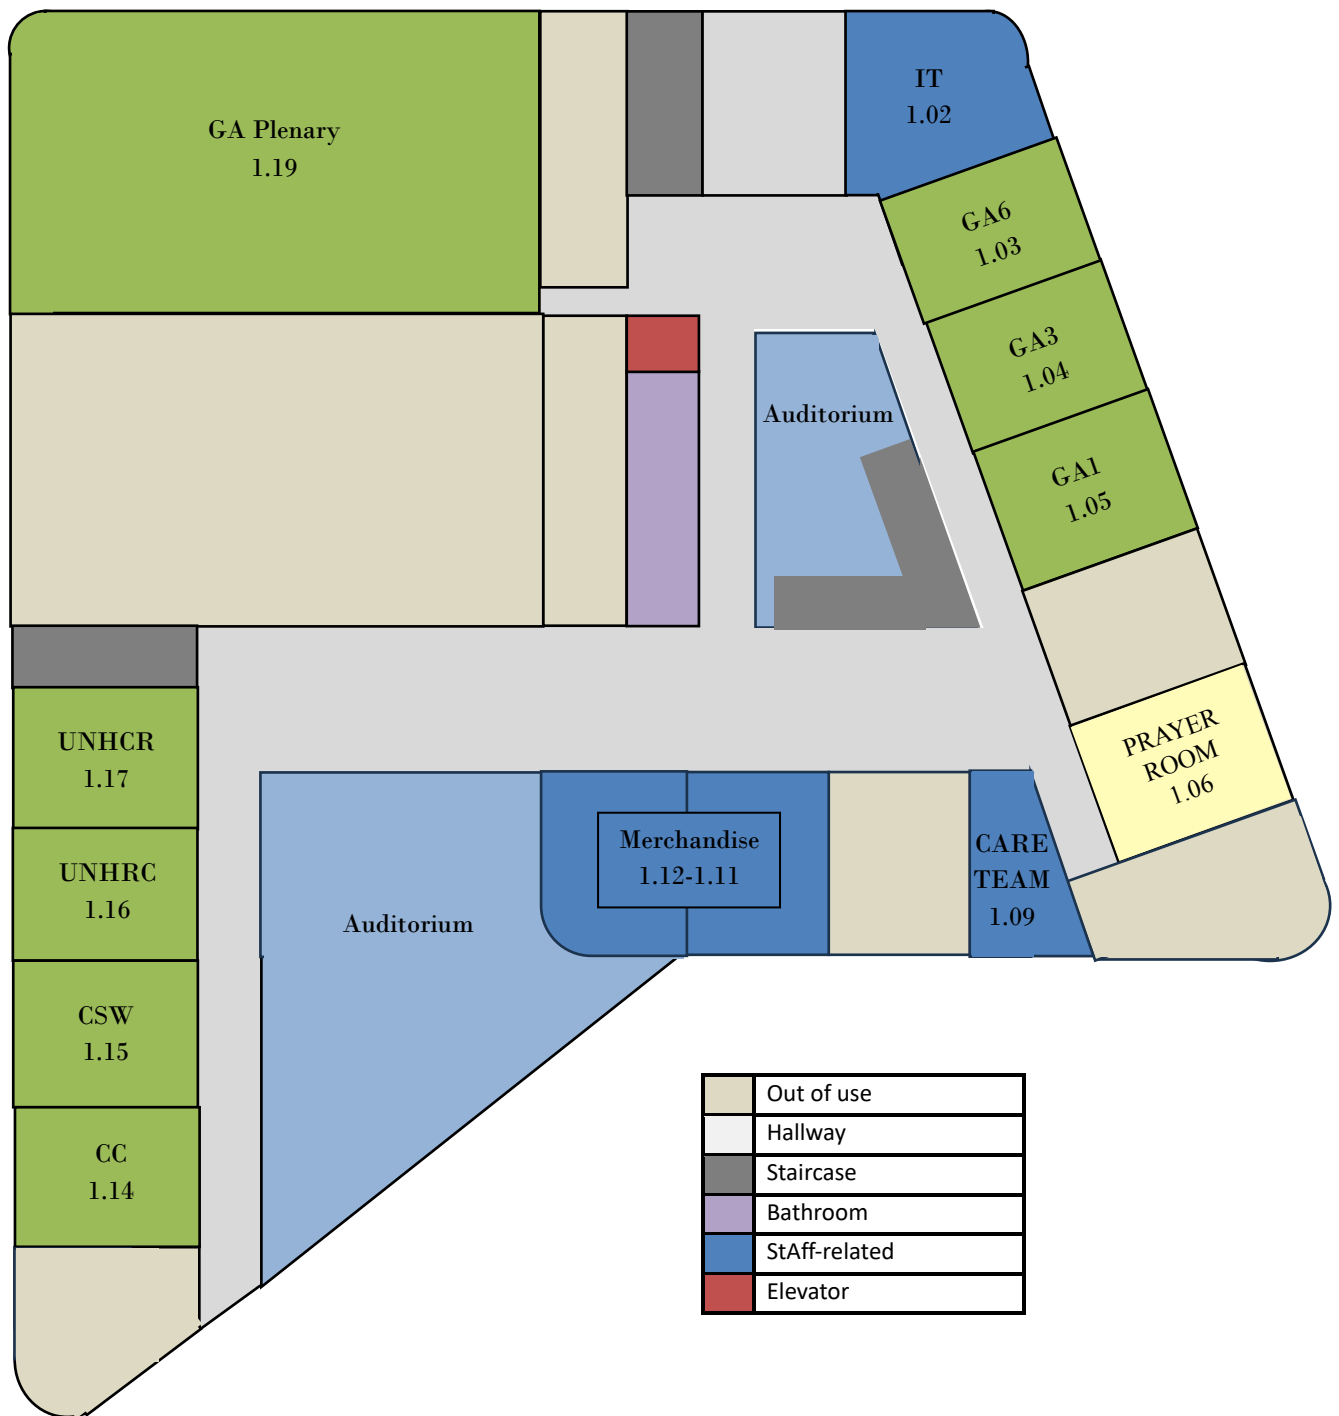 GA Plenary
1.19
IT
1.02
GA6
1.03
GA3
1.04
Auditorium
GA1
1.05
PRAYER
ROOM
1.06
UNHCR
1.17
UNHRC
1.16
CSW
1.15
CC
1.14
Auditorium
Merchandise
1.12-1.11
CARE
TEAM
1.09
Out of use
Hallway
Staircase
Bathroom
StAff-related
Elevator